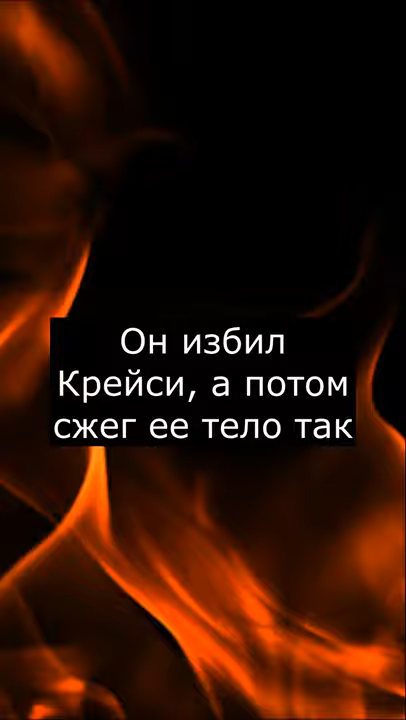 Он избил
Крейси, а потом
сжег ее тело так